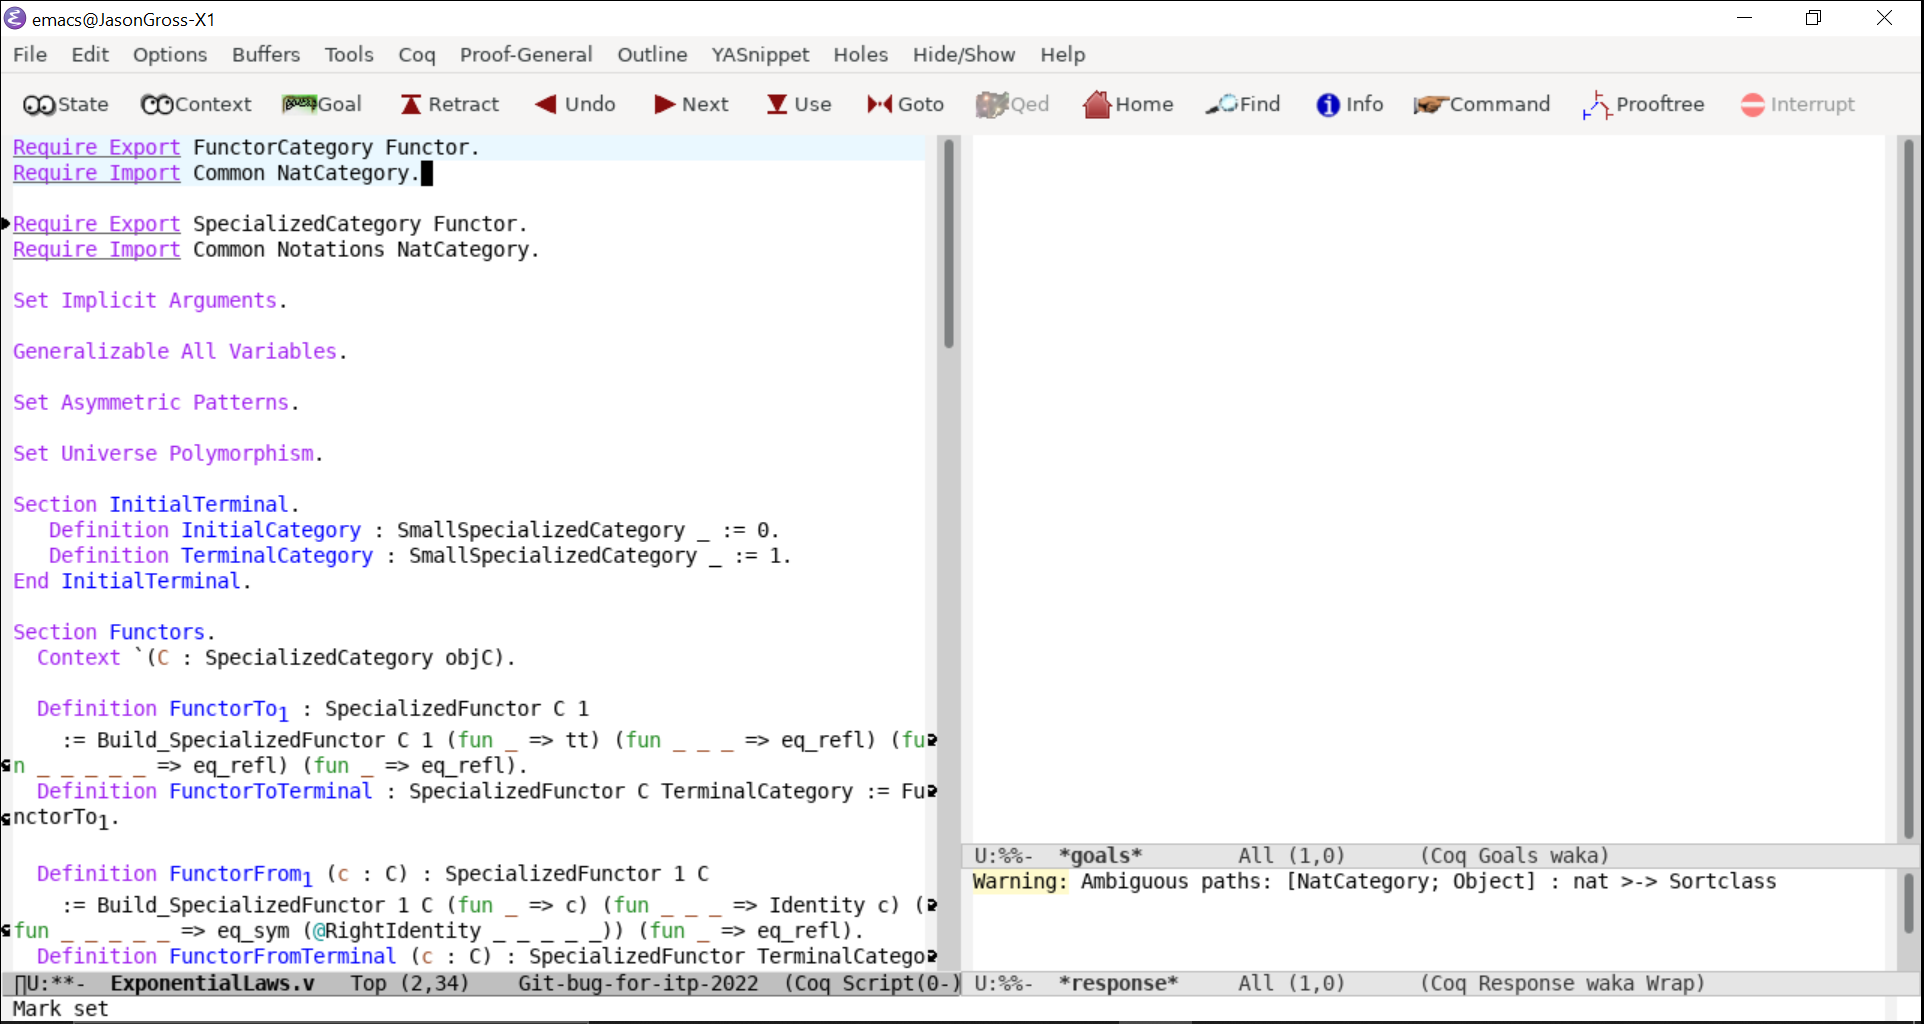 emacs@JasonGross-X1
File Edit Options Buffers Tools Coq Proof-General Outline YASnippet Holes Hide/Show Help
State Context Goal Retract Undo Next Use Goto Qed Home Find Info Command Prooftree Interrupt
Require Export FunctorCategory Functor.
Require Import Common NatCategory.
Require Export SpecializedCategory Functor.
Require Import Common Notations NatCategory.
Set Implicit Arguments.
Generalizable All Variables.
Set Asymmetric Patterns.
Set Universe Polymorphism.
Section InitialTerminal.
Definition InitialCategory : SmallSpecializedCategory _ := 0.
Definition TerminalCategory : SmallSpecializedCategory _ := 1.
End InitialTerminal.
Section Functors.
Context `(C : SpecializedCategory objC).
Definition FunctorTo₁ : SpecializedFunctor C 1
:= Build_SpecializedFunctor C 1 (fun _ => tt) (fun _ _ _ => eq_refl) (fu
n _ _ _ _ _ => eq_refl) (fun _ => eq_refl).
Definition FunctorToTerminal : SpecializedFunctor C TerminalCategory := Fu
nctorTo₁.
Definition FunctorFrom₁ (c : C) : SpecializedFunctor 1 C
:= Build_SpecializedFunctor 1 C (fun _ => c) (fun _ _ _ => Identity c) (
fun _ _ _ _ _ => eq_sym (@RightIdentity _ _ _ _ _)) (fun _ => eq_refl).
Definition FunctorFromTerminal (c : C) : SpecializedFunctor TerminalCatego
U:**- ExponentialLaws.v Top (2,34) Git-bug-for-itp-2022 (Coq Script(0-)
Mark set
U:%%- *goals* All (1,0) (Coq Goals waka)
Warning: Ambiguous paths: [NatCategory; Object] : nat >-> Sortclass
U:%%- *response* All (1,0) (Coq Response waka Wrap)